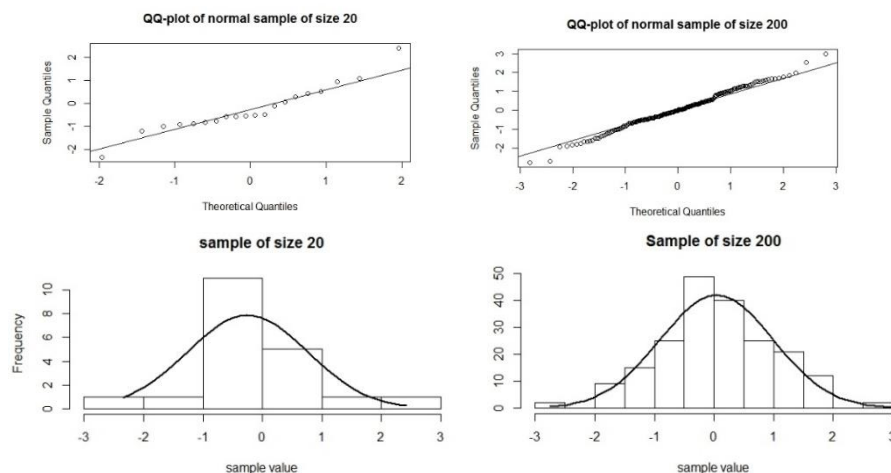 QQ-plot of normal sample of size 20
Sample Quantiles
2
1
0
-1
-2
-2 -1 0 1 2
Theoretical Quantiles
QQ-plot of normal sample of size 200
Sample Quantiles
3
2
1
0
-1
-2
-3 -2 -1 0 1 2 3
Theoretical Quantiles
sample of size 20
Frequency
10
8
6
4
2
0
-3 -2 -1 0 1 2 3
sample value
Sample of size 200
50
40
30
20
10
0
-3 -2 -1 0 1 2 3
sample value